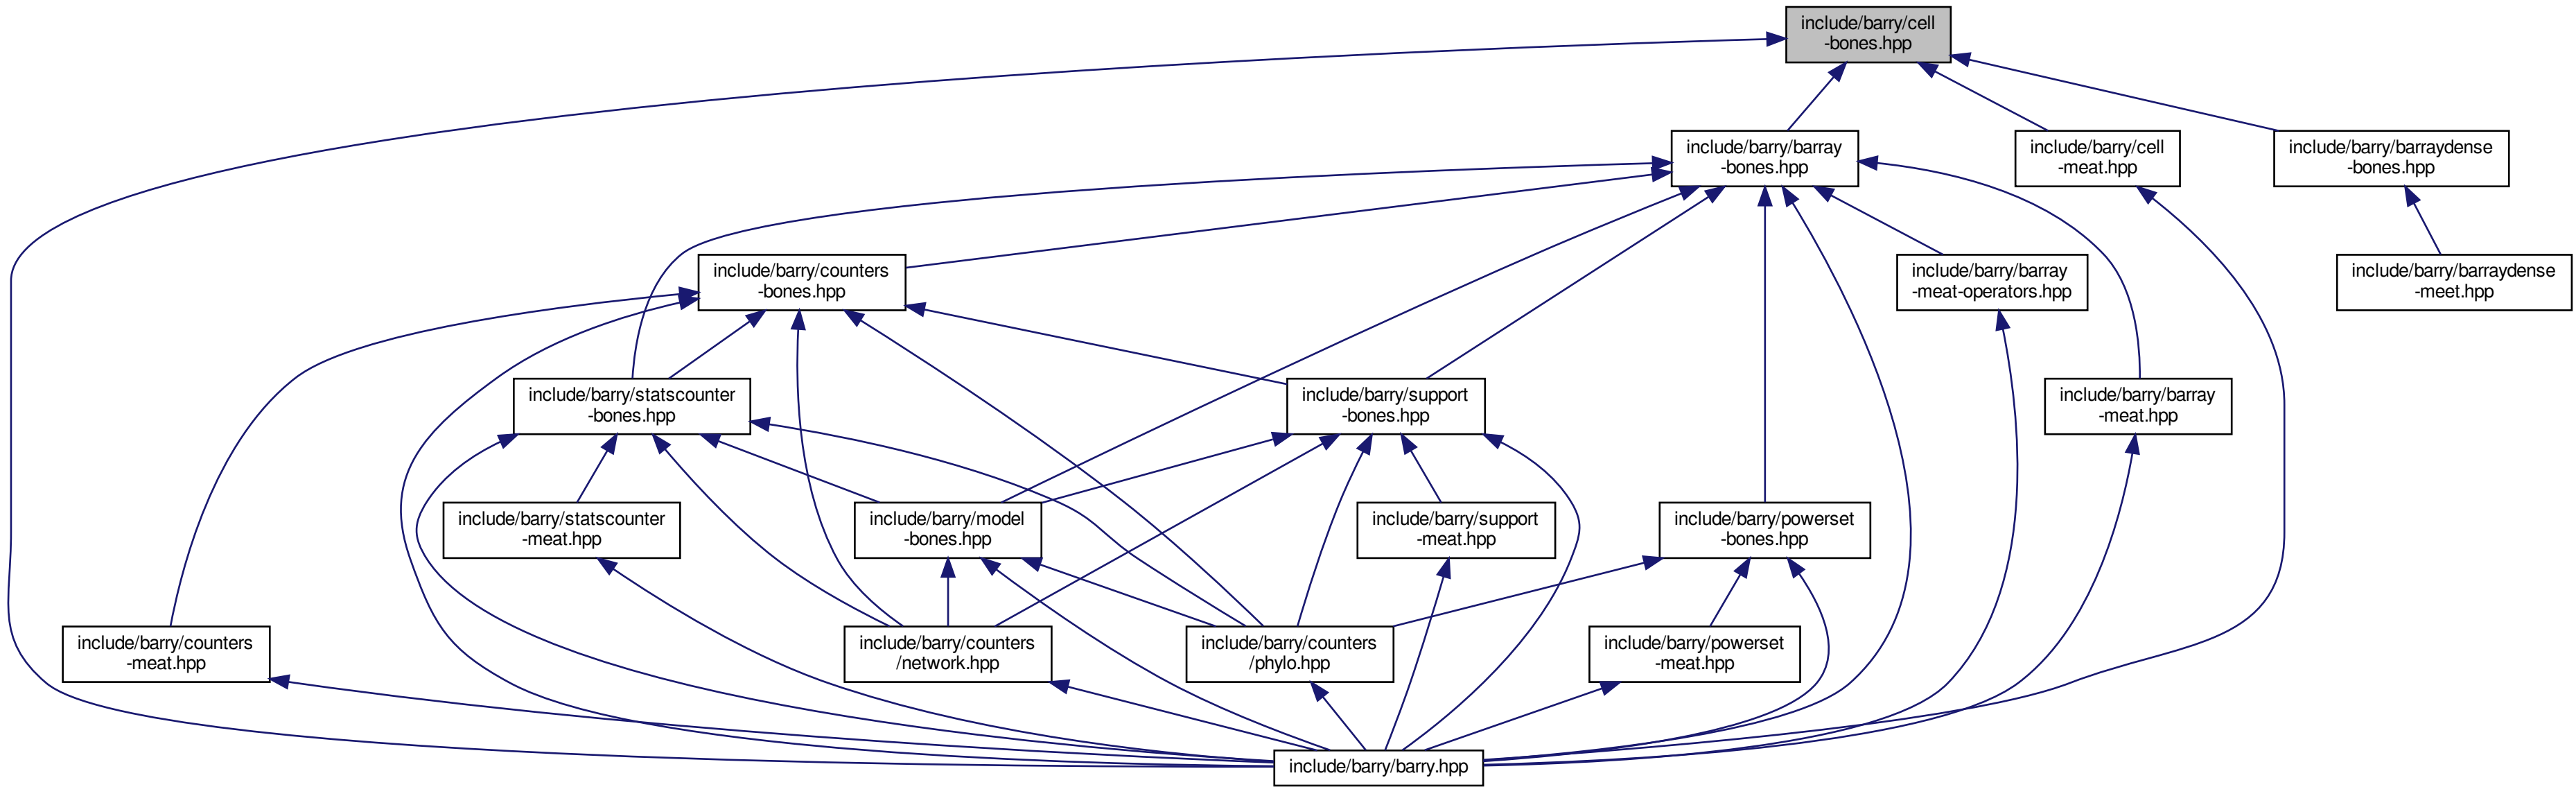 include/barry/cell
-bones.hpp
include/barry/barray
-bones.hpp
include/barry/cell
-meat.hpp
include/barry/barraydense
-bones.hpp
include/barry/counters
-bones.hpp
include/barry/barray
-meat-operators.hpp
include/barry/barraydense
-meet.hpp
include/barry/statscounter
-bones.hpp
include/barry/support
-bones.hpp
include/barry/barray
-meat.hpp
include/barry/statscounter
-meat.hpp
include/barry/model
-bones.hpp
include/barry/support
-meat.hpp
include/barry/powerset
-bones.hpp
include/barry/counters
-meat.hpp
include/barry/counters
/network.hpp
include/barry/counters
/phylo.hpp
include/barry/powerset
-meat.hpp
include/barry/barry.hpp